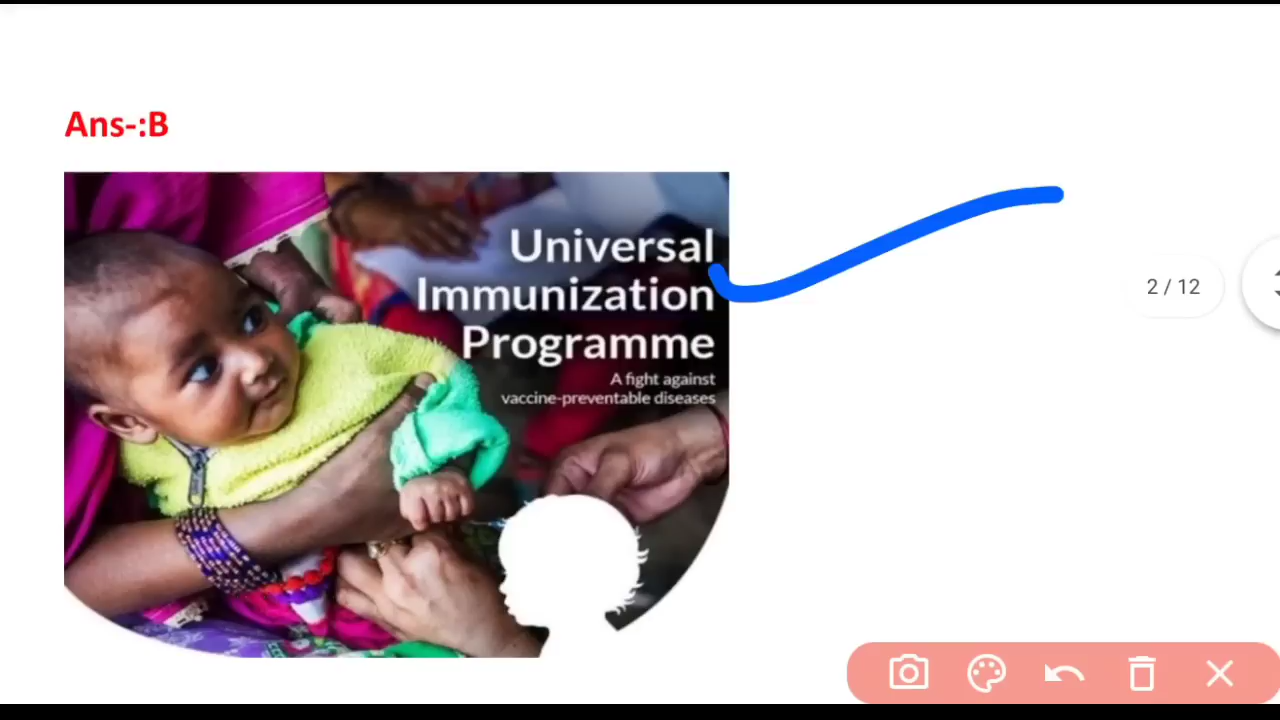 Ans-:B
Universal
Immunization
Programme
A fight against
vaccine-preventable diseases
2 / 12